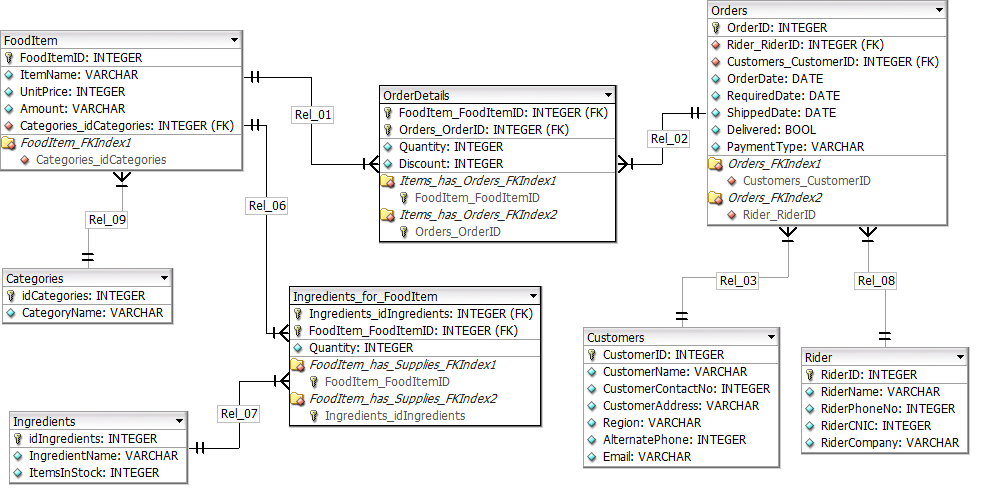 FoodItem
FoodItemID: INTEGER
ItemName: VARCHAR
UnitPrice: INTEGER
Amount: VARCHAR
Categories_idCategories: INTEGER (FK)
FoodItem_FKIndex1
Categories_idCategories
Rel_01
OrderDetails
FoodItem_FoodItemID: INTEGER (FK)
Orders_OrderID: INTEGER (FK)
Quantity: INTEGER
Discount: INTEGER
Items_has_Orders_FKIndex1
FoodItem_FoodItemID
Items_has_Orders_FKIndex2
Orders_OrderID
Rel_02
Orders
OrderID: INTEGER
Rider_RiderID: INTEGER (FK)
Customers_CustomerID: INTEGER (FK)
OrderDate: DATE
RequiredDate: DATE
ShippedDate: DATE
Delivered: BOOL
PaymentType: VARCHAR
Orders_FKIndex1
Customers_CustomerID
Orders_FKIndex2
Rider_RiderID
Rel_09
Rel_06
Rel_03
Rel_08
Categories
idCategories: INTEGER
CategoryName: VARCHAR
Ingredients_for_FoodItem
Ingredients_idIngredients: INTEGER (FK)
FoodItem_FoodItemID: INTEGER (FK)
Quantity: INTEGER
FoodItem_has_Supplies_FKIndex1
FoodItem_FoodItemID
FoodItem_has_Supplies_FKIndex2
Ingredients_idIngredients
Customers
CustomerID: INTEGER
CustomerName: VARCHAR
CustomerContactNo: INTEGER
CustomerAddress: VARCHAR
Region: VARCHAR
AlternatePhone: INTEGER
Email: VARCHAR
Rider
RiderID: INTEGER
RiderName: VARCHAR
RiderPhoneNo: INTEGER
RiderCNIC: INTEGER
RiderCompany: VARCHAR
Rel_07
Ingredients
idIngredients: INTEGER
IngredientName: VARCHAR
ItemsInStock: INTEGER